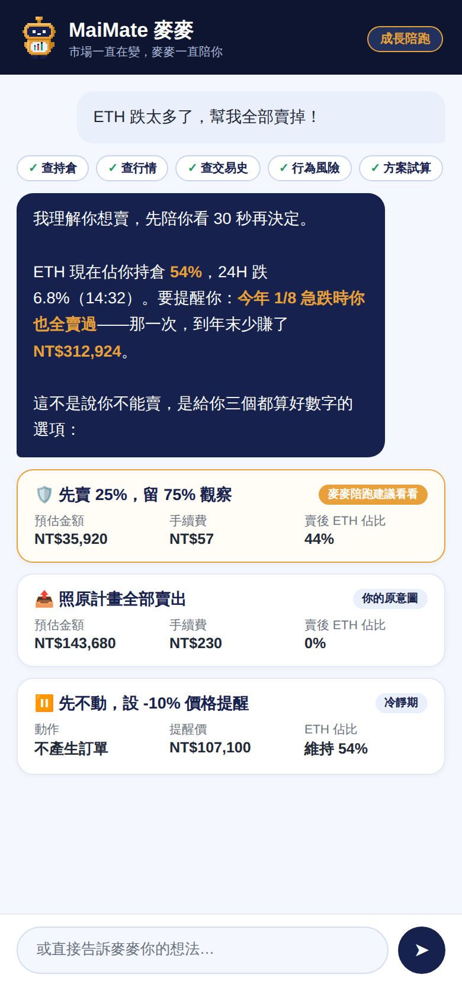 MaiMate 麥麥
市場一直在變，麥麥一直陪你
成長陪跑
ETH 跌太多了，幫我全部賣掉！
✓ 查持倉
✓ 查行情
✓ 查交易史
✓ 行為風險
✓ 方案試算
我理解你想賣，先陪你看 30 秒再決定。
ETH 現在佔你持倉 54%，24H 跌
6.8%（14:32）。要提醒你：今年 1/8 急跌時你
也全賣過——那一次，到年末少賺了
NT$312,924。
這不是說你不能賣，是給你三個都算好數字的
選項：
🛡️ 先賣 25%，留 75% 觀察
麥麥陪跑建議看看
預估金額 手續費 賣後 ETH 佔比
NT$35,920 NT$57 44%
📤 照原計畫全部賣出
你的原意圖
預估金額 手續費 賣後 ETH 佔比
NT$143,680 NT$230 0%
⏸️ 先不動，設 -10% 價格提醒
冷靜期
動作 提醒價 ETH 佔比
不產生訂單 NT$107,100 維持 54%
或直接告訴麥麥你的想法…
➤